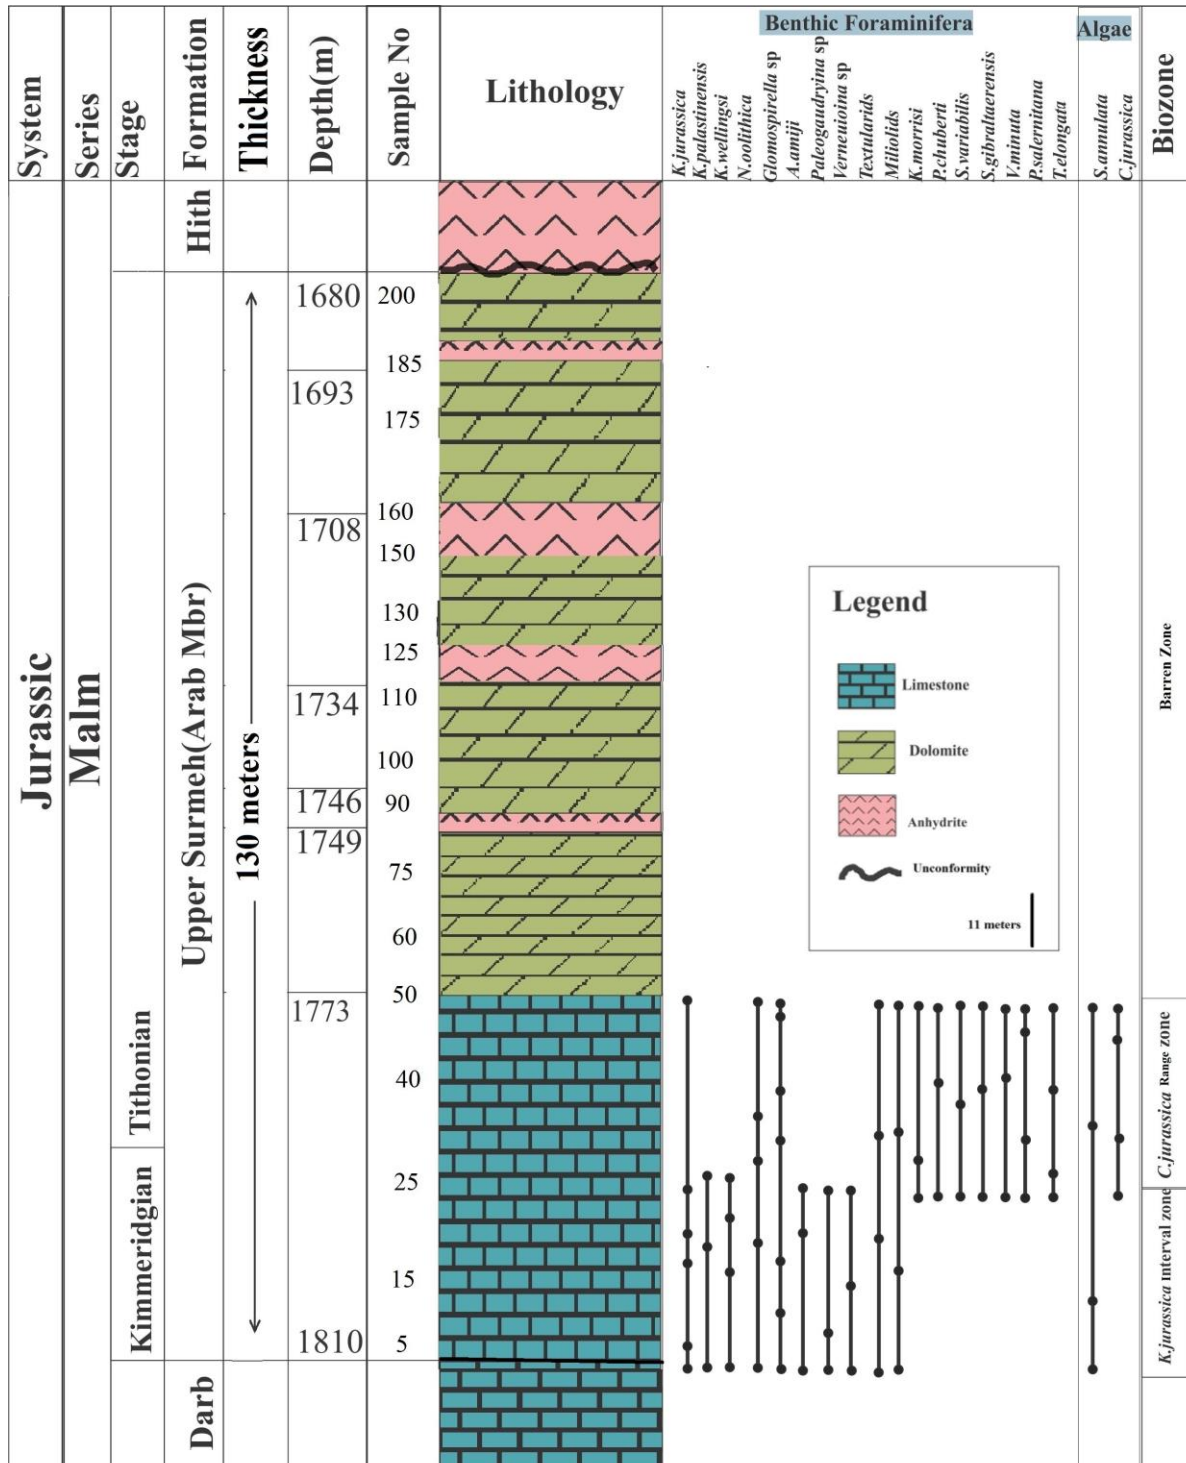 System
Series
Stage
Formation
Thickness
Depth(m)
Sample No
Lithology
Benthic Foraminifera
Algae
Biozone
K.jurassica
K.palastinensis
K.wellingsi
N.oolithica
Glomospirella sp
A.amiji
Paleogaudryina sp
Verneuioina sp
Textularids
Miliolids
K.morrisi
P.chuberti
S.variabilis
S.gibraltaerensis
V.minuta
P.salernitana
T.elongata
S.annulata
C.jurassica
Jurassic
Malm
Tithonian
Kimmeridgian
Hith
Upper Surmeh(Arab Mbr)
Darb
130 meters
1680
1693
1708
1734
1746
1749
1773
1810
200
185
175
160
150
130
125
110
100
90
75
60
50
40
25
15
5
Legend
Limestone
Dolomite
Anhydrite
Unconformity
11 meters
Barren Zone
C.jurassica Range zone
K.jurassica Interval zone